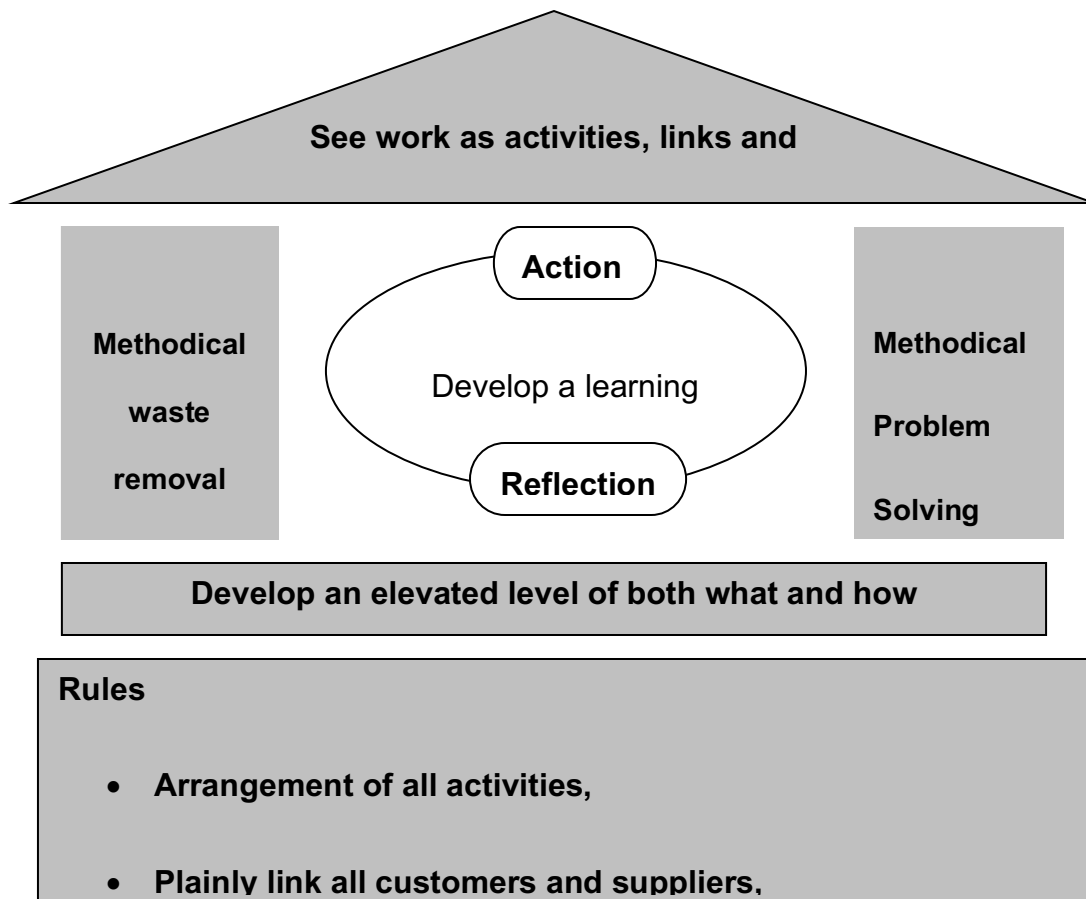 See work as activities, links and
Action
Methodical
waste
removal
Develop a learning
Reflection
Methodical
Problem
Solving
Develop an elevated level of both what and how
Rules
• Arrangement of all activities,
• Plainly link all customers and suppliers,